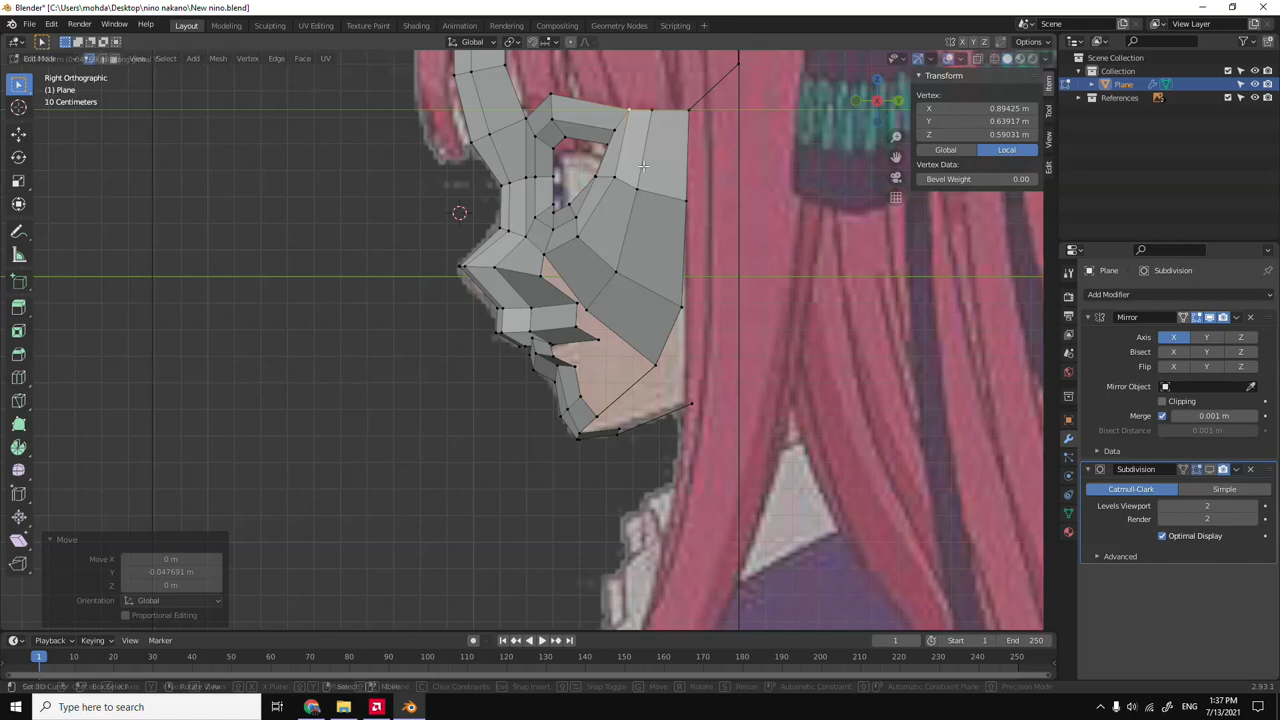 Blender* [C:\Users\mohda\Desktop\nino nakano\New nino.blend]
File Edit Render Window Help Layout Modeling Sculpting UV Editing Texture Paint Shading Animation Rendering Compositing Geometry Nodes Scripting + Scene View Layer
Global Options
Edit Mode View Select Add Mesh Vertex Edge Face UV X Y Z
Right Orthographic
(1) Plane
10 Centimeters
Transform
Vertex:
X 0.89425 m
Y 0.63917 m
Z 0.59031 m
Global Local
Vertex Data:
Bevel Weight 0.00
Item
Tool
View
Edit
Scene Collection
Collection
Plane
References
Plane Subdivision
Add Modifier
Mirror
Axis X Y Z
Bisect X Y Z
Flip X Y Z
Mirror Object
Clipping
Merge 0.001 m
Bisect Distance 0.001 m
Data
Subdivision
Catmull-Clark Simple
Levels Viewport 2
Render 2
Optimal Display
Advanced
Move
Move X 0 m
Y -0.047691 m
Z 0 m
Orientation Global
Proportional Editing
Playback Keying View Marker 1 Start 1 End 250
1 10 20 30 40 50 60 70 80 90 100 110 120 130 140 150 160 170 180 190 200 210 220 230 240 250
2.93.1
Type here to search
1:37 PM
7/13/2021